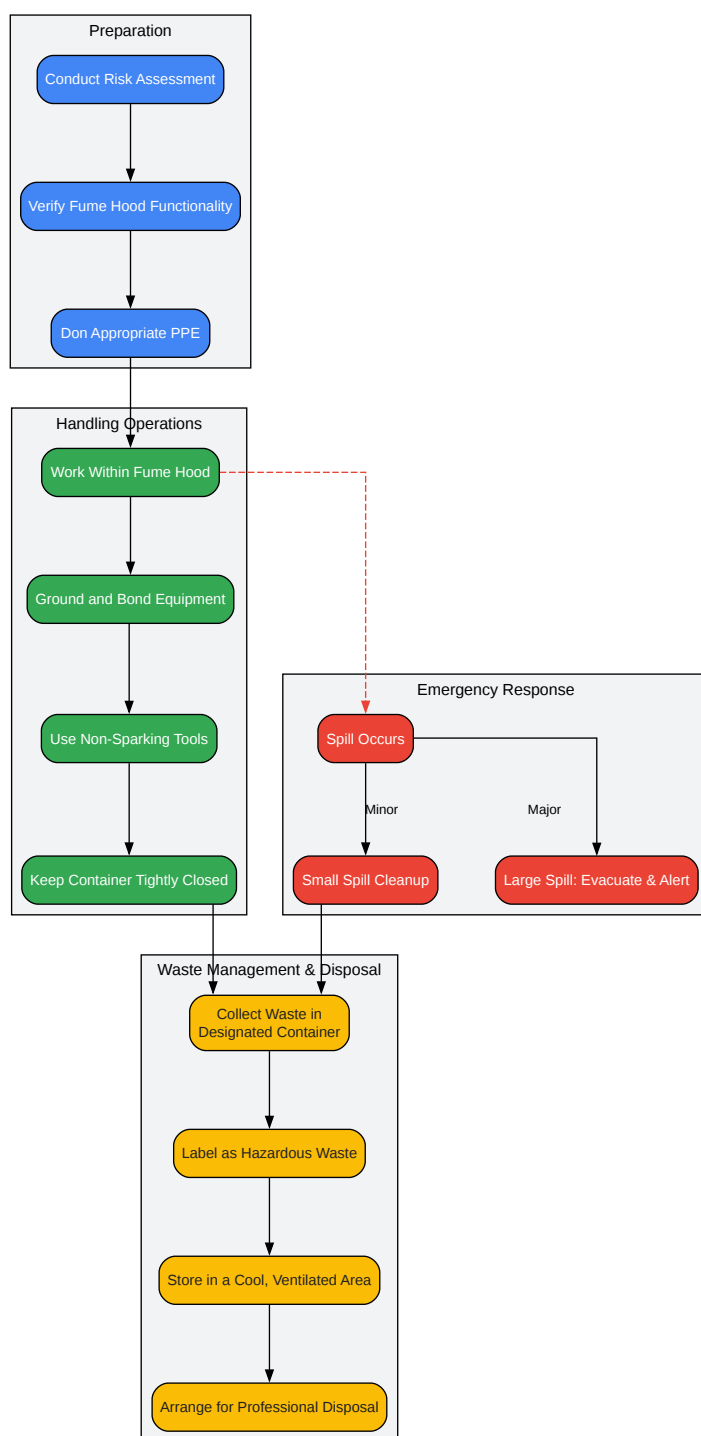 Preparation
Conduct Risk Assessment
Verify Fume Hood Functionality
Don Appropriate PPE
Handling Operations
Work Within Fume Hood
Ground and Bond Equipment
Use Non-Sparking Tools
Keep Container Tightly Closed
Emergency Response
Spill Occurs
Minor
Major
Small Spill Cleanup
Large Spill: Evacuate & Alert
Waste Management & Disposal
Collect Waste in
Designated Container
Label as Hazardous Waste
Store in a Cool, Ventilated Area
Arrange for Professional Disposal